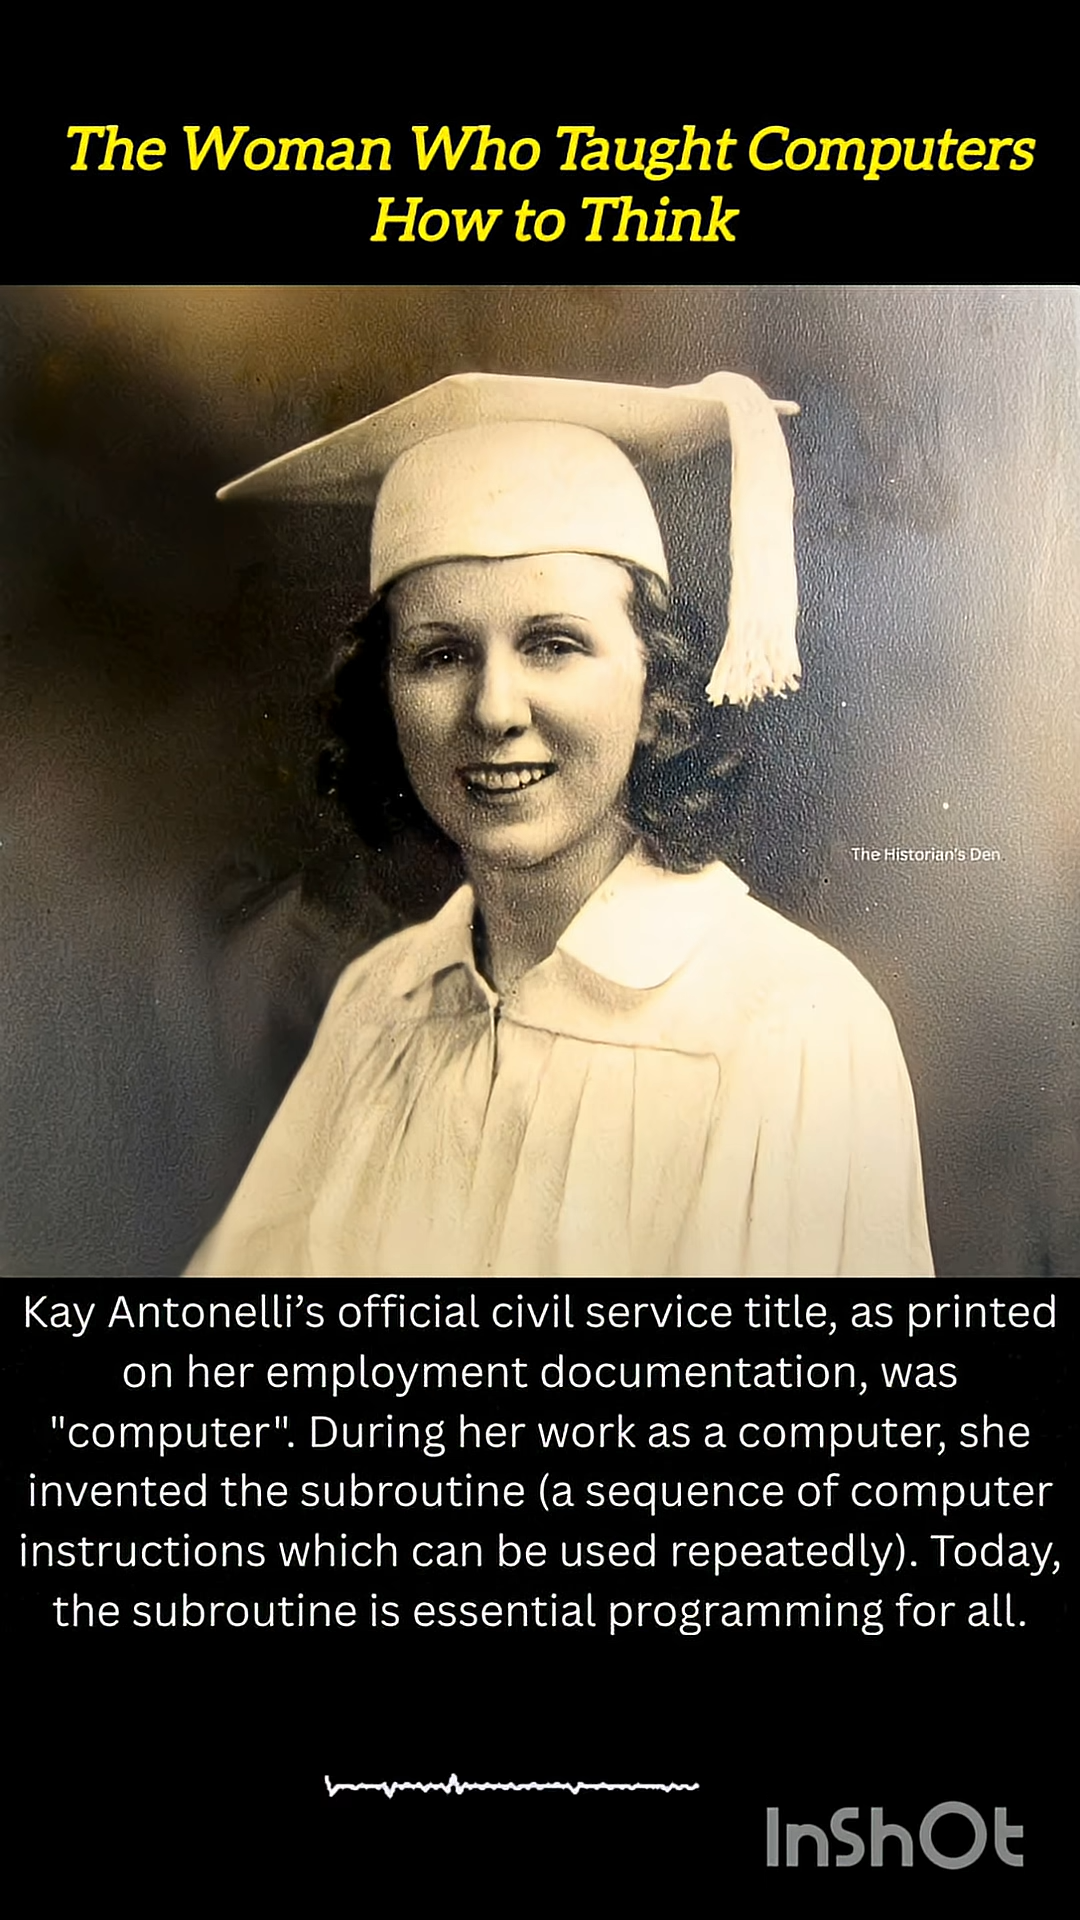 The Woman Who Taught Computers
How to Think
The Historian's Den
Kay Antonelli’s official civil service title, as printed
on her employment documentation, was
"computer". During her work as a computer, she
invented the subroutine (a sequence of computer
instructions which can be used repeatedly). Today,
the subroutine is essential programming for all.
InShOt